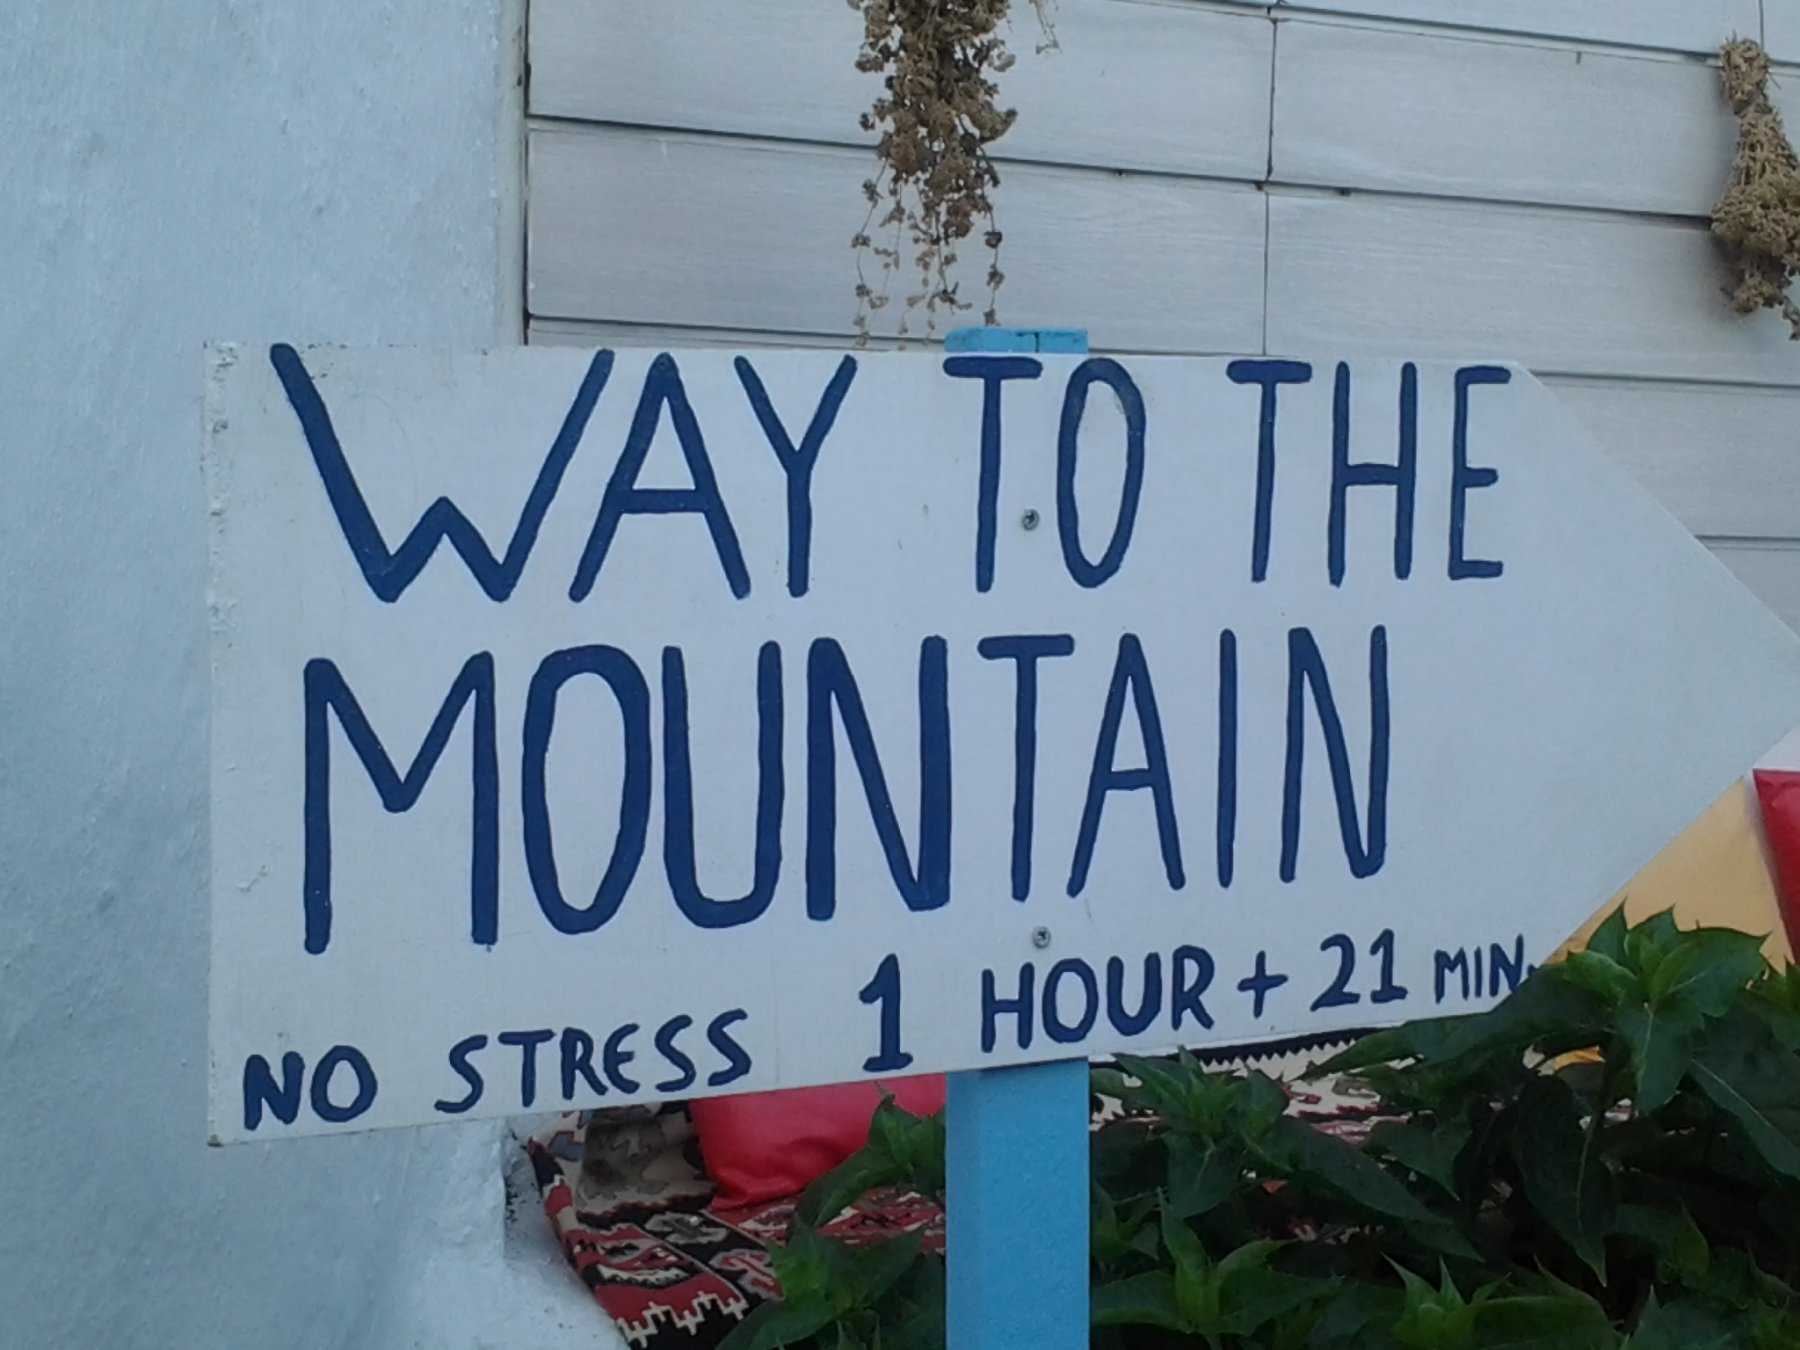 WAY TO THE
MOUNTAIN
NO STRESS 1 HOUR + 21 MIN.